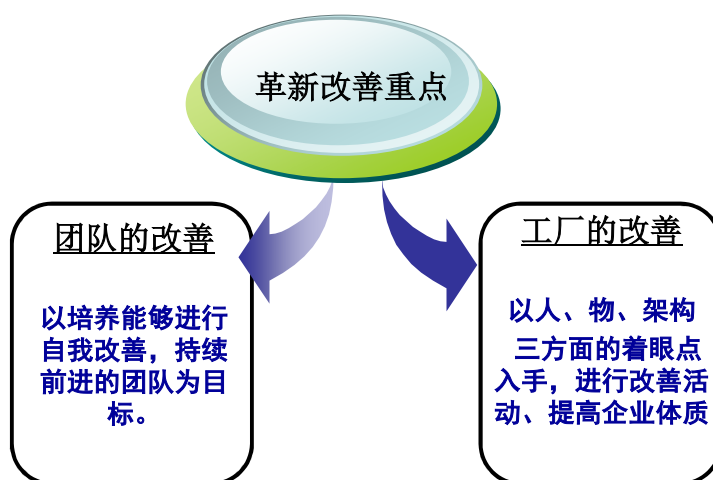 革新改善重点
团队的改善
以培养能够进行
自我改善，持续
前进的团队为目
标。
工厂的改善
以人、物、架构
三方面的着眼点
入手，进行改善活
动、提高企业体质